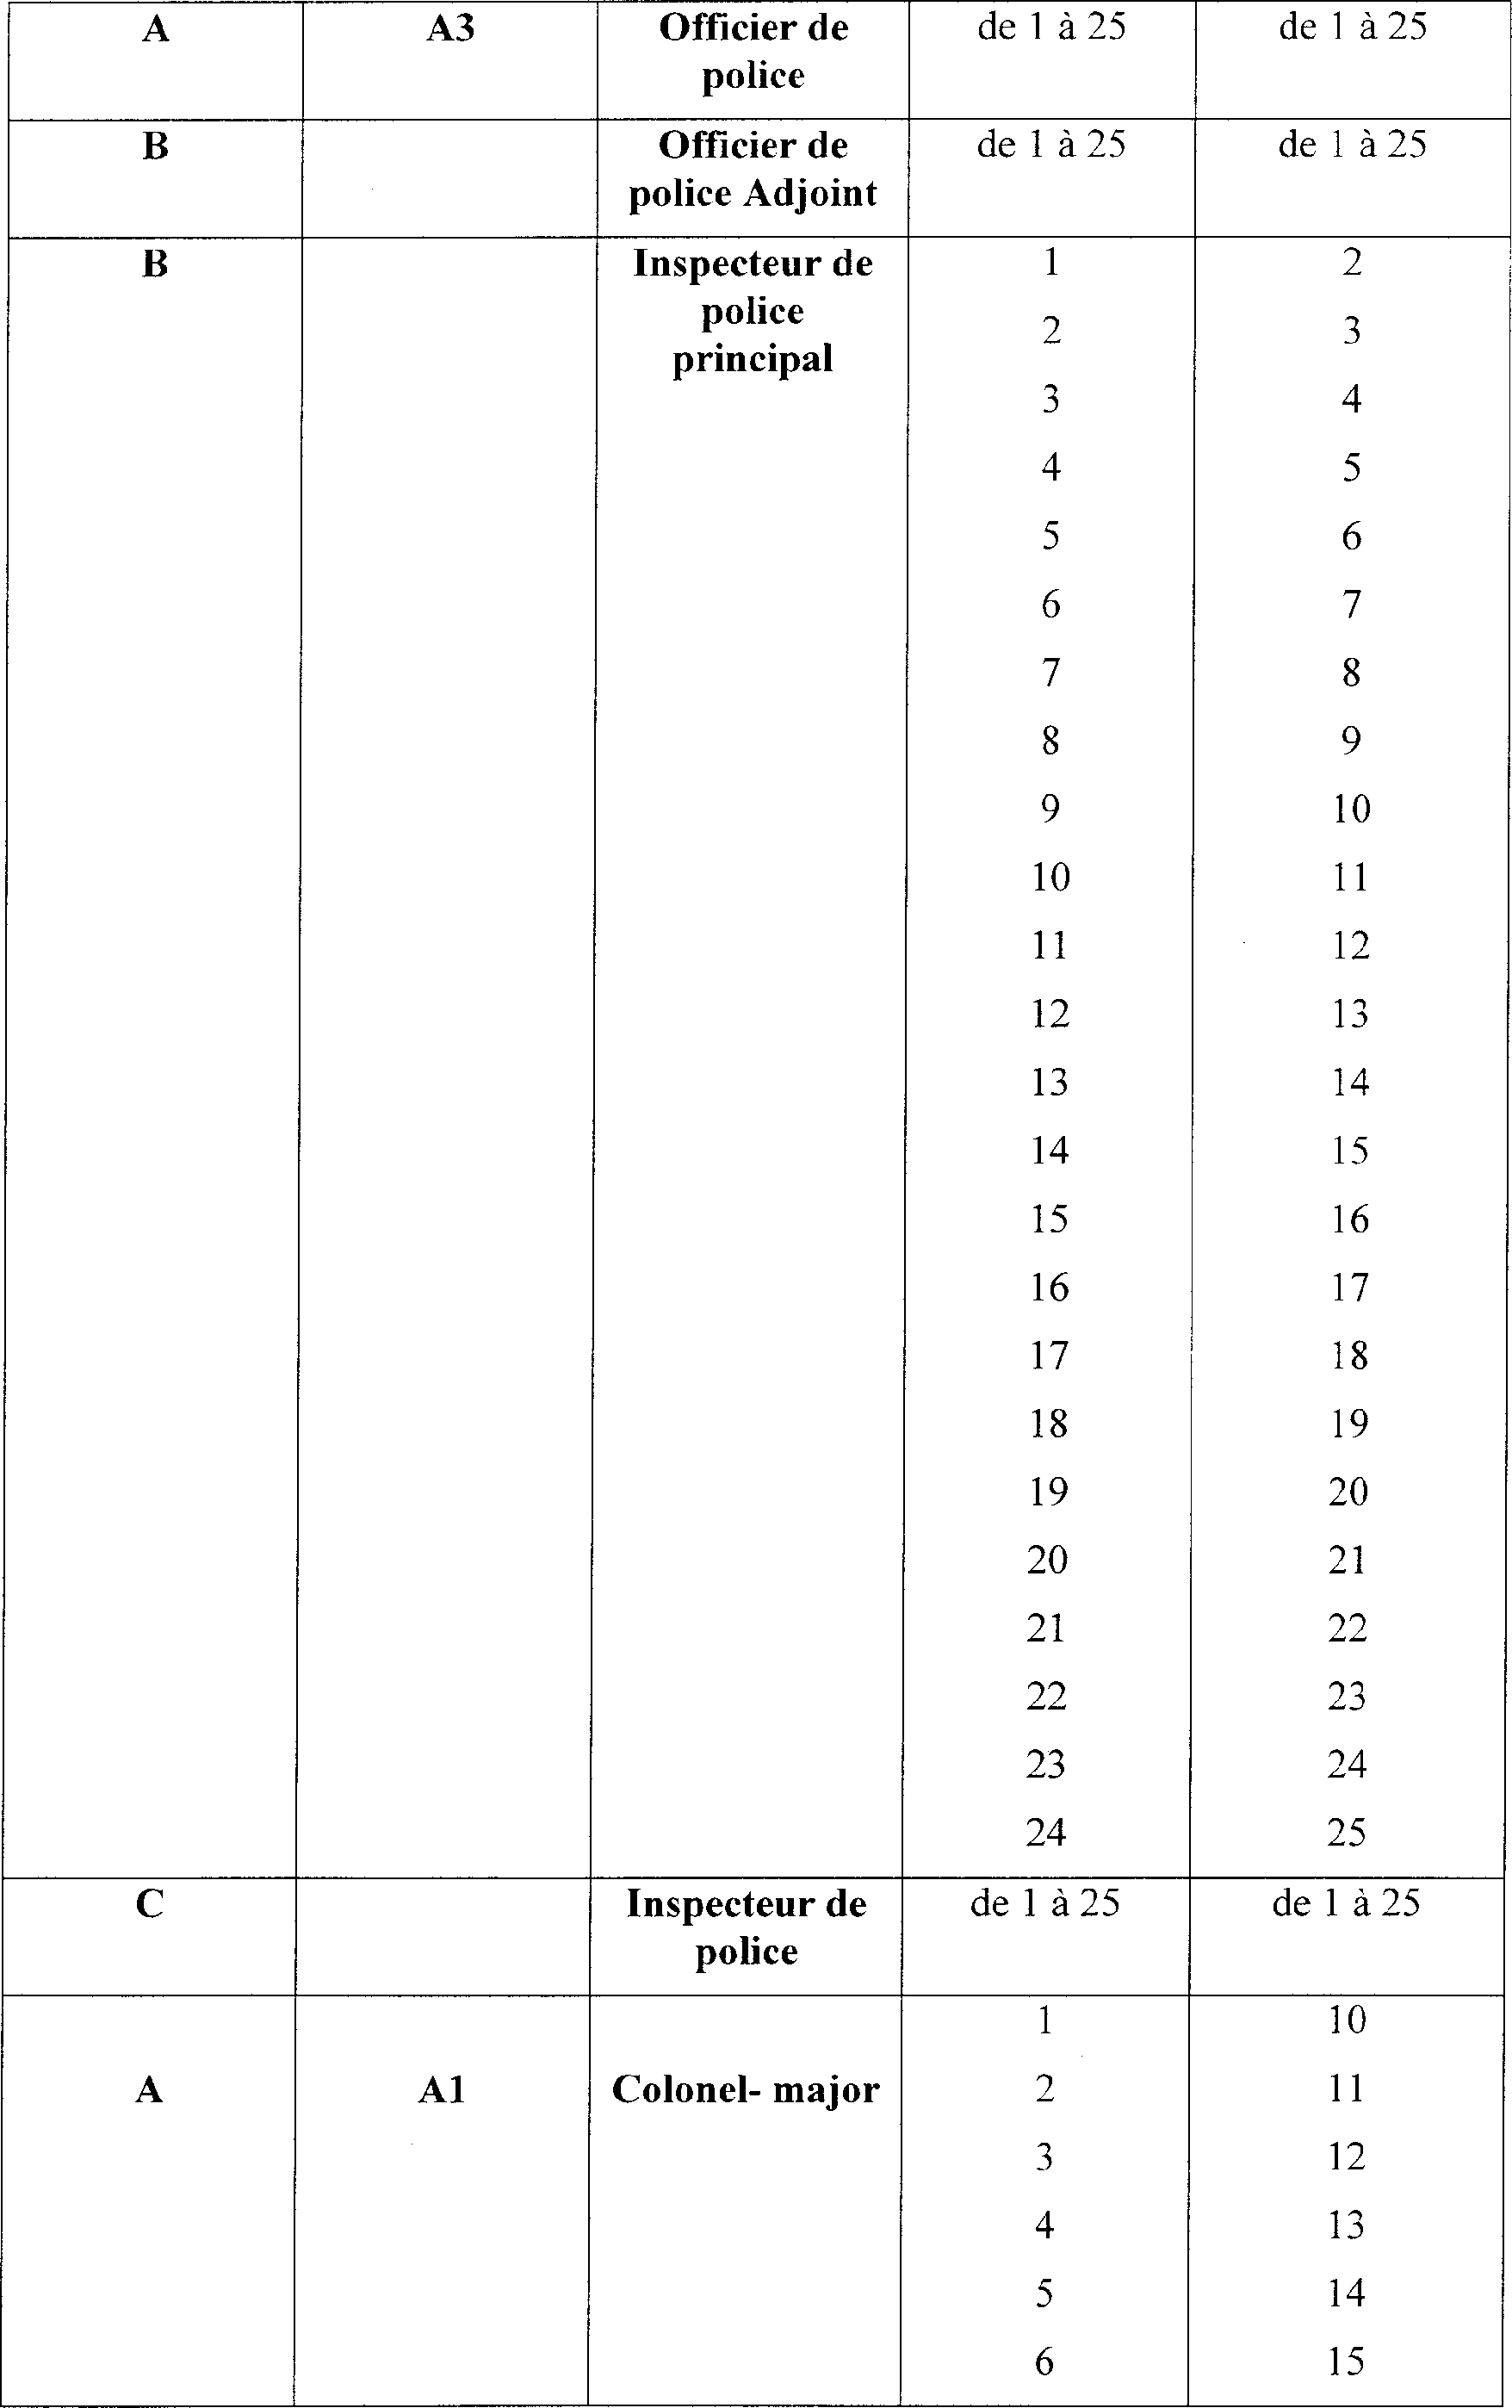 A A3 Officier de de 1 à 25 de 1 à 25
police
B Officier de de 1 à 25 de 1 à 25
police Adjoint
B Inspecteur de 1 2
police
principal
2 3
3 4
4 5
5 6
6 7
7 8
8 9
9 10
10 11
11 12
12 13
13 14
14 15
15 16
16 17
17 18
18 19
19 20
20 21
21 22
22 23
23 24
24 25
C Inspecteur de de 1 à 25 de 1 à 25
police
1 10
A A1 Colonel- major 2 11
3 12
4 13
5 14
6 15